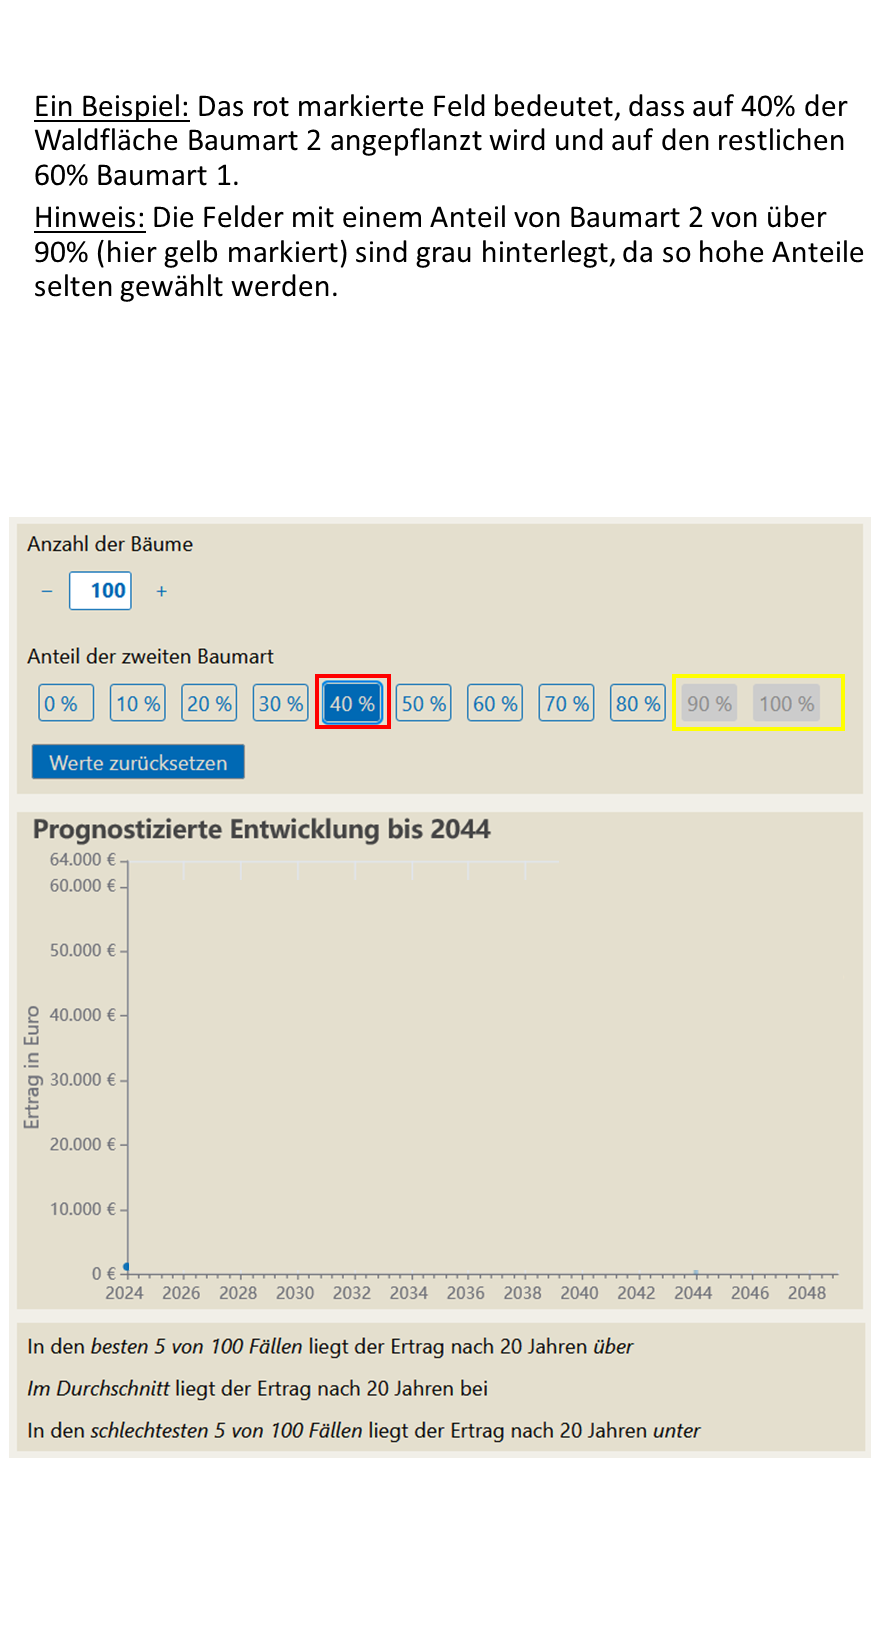 Ein Beispiel: Das rot markierte Feld bedeutet, dass auf 40% der
Waldfläche Baumart 2 angepflanzt wird und auf den restlichen
60% Baumart 1.
Hinweis: Die Felder mit einem Anteil von Baumart 2 von über
90% (hier gelb markiert) sind grau hinterlegt, da so hohe Anteile
selten gewählt werden.
Anzahl der Bäume
− 100 +
Anteil der zweiten Baumart
0 % 10 % 20 % 30 % 40 % 50 % 60 % 70 % 80 % 90 % 100 %
Werte zurücksetzen
Prognostizierte Entwicklung bis 2044
Ertrag in Euro
64.000 €
60.000 €
50.000 €
40.000 €
30.000 €
20.000 €
10.000 €
0 €
2024 2026 2028 2030 2032 2034 2036 2038 2040 2042 2044 2046 2048
In den besten 5 von 100 Fällen liegt der Ertrag nach 20 Jahren über
Im Durchschnitt liegt der Ertrag nach 20 Jahren bei
In den schlechtesten 5 von 100 Fällen liegt der Ertrag nach 20 Jahren unter